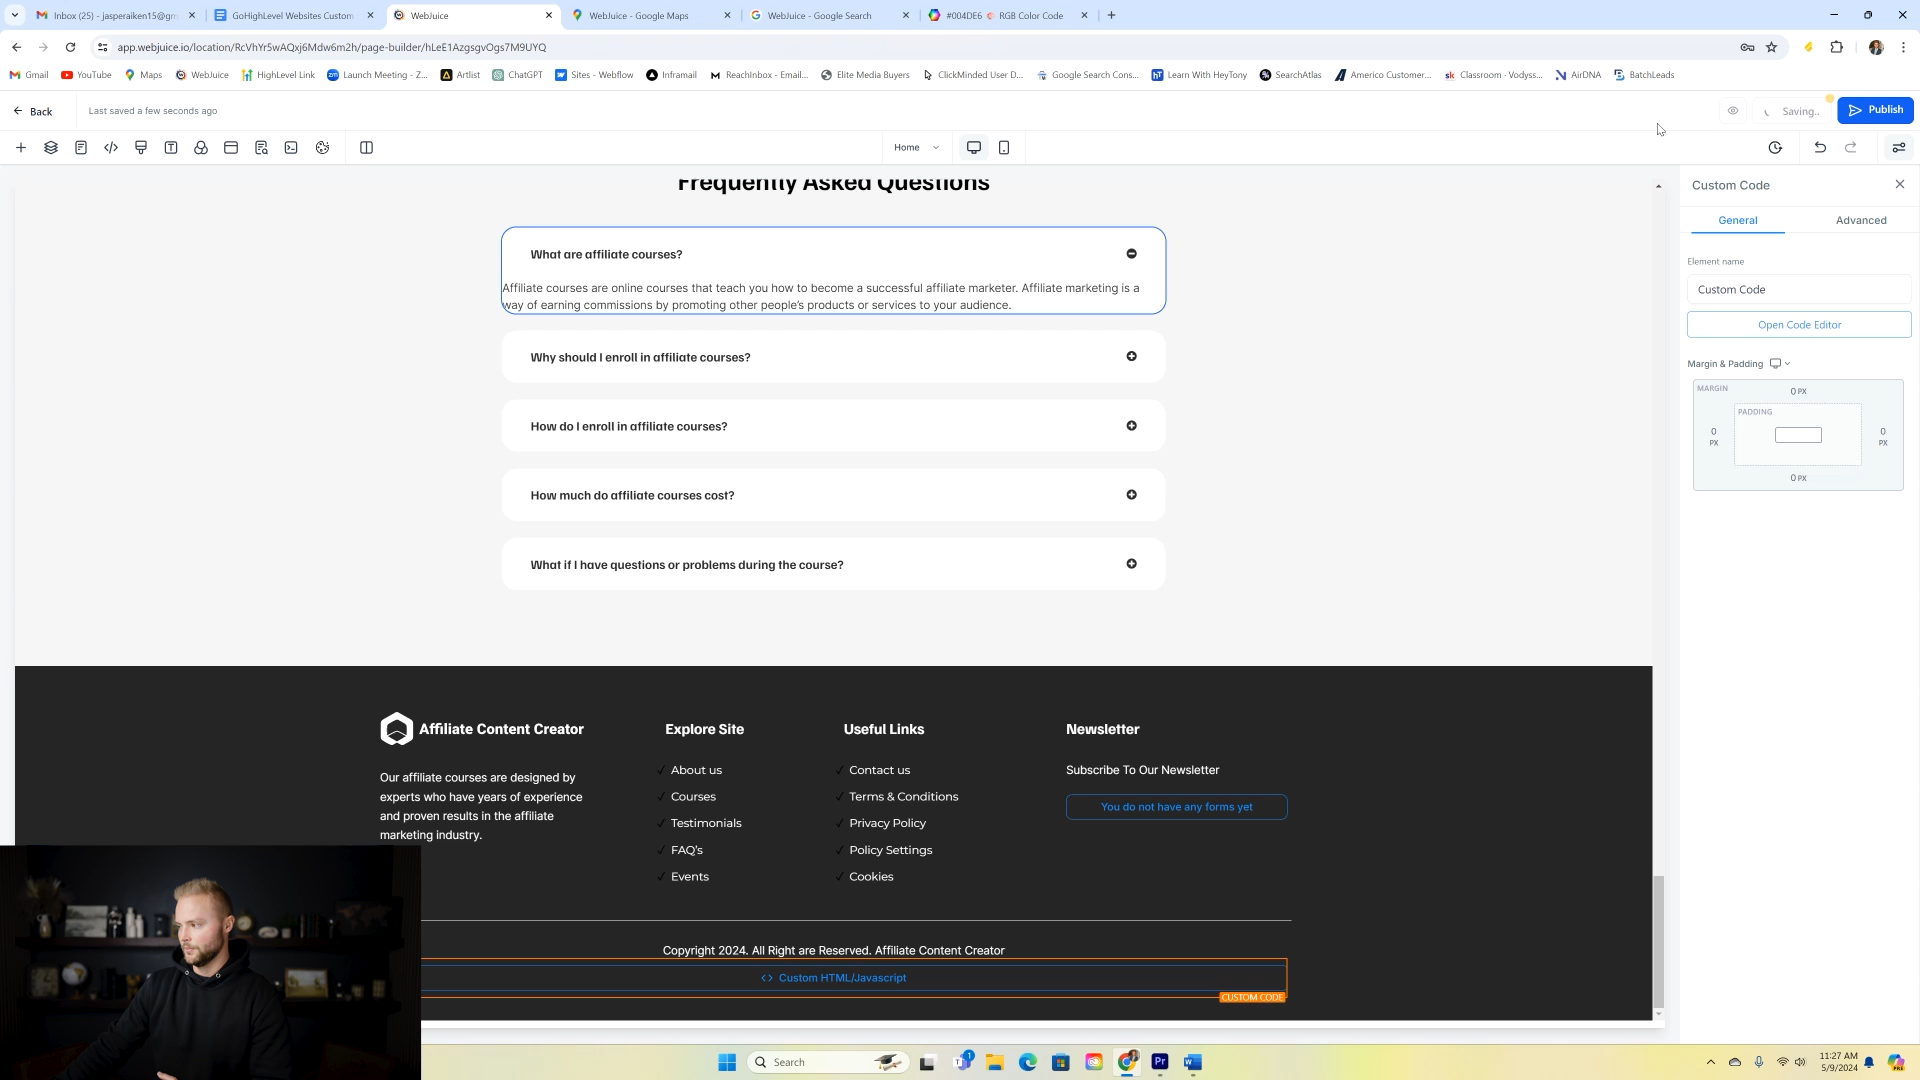 Inbox (25) - jasperaiken15@gm
GoHighLevel Websites Custom
WebJuice
WebJuice - Google Maps
WebJuice - Google Search
#004DE6 RGB Color Code
app.webjuice.io/location/RcVhYr5wAQxj6Mdw6m2h/page-builder/hLeE1AzgsgvOgs7M9UYQ
Gmail
YouTube
Maps
WebJuice
HighLevel Link
Launch Meeting - Z...
Artlist
ChatGPT
Sites - Webflow
Inframail
ReachInbox - Email...
Elite Media Buyers
ClickMinded User D...
Google Search Cons...
Learn With HeyTony
SearchAtlas
Americo Customer...
Classroom · Vodyss...
AirDNA
BatchLeads
Back
Last saved a few seconds ago
Saving..
Publish
Home
Frequently Asked Questions
What are affiliate courses?
Affiliate courses are online courses that teach you how to become a successful affiliate marketer. Affiliate marketing is a
way of earning commissions by promoting other people's products or services to your audience.
Why should I enroll in affiliate courses?
How do I enroll in affiliate courses?
How much do affiliate courses cost?
What if I have questions or problems during the course?
Custom Code
General
Advanced
Element name
Custom Code
Open Code Editor
Margin & Padding
MARGIN
0 PX
PADDING
0
PX
0
PX
0 PX
Affiliate Content Creator
Our affiliate courses are designed by
experts who have years of experience
and proven results in the affiliate
marketing industry.
Explore Site
About us
Courses
Testimonials
FAQ's
Events
Useful Links
Contact us
Terms & Conditions
Privacy Policy
Policy Settings
Cookies
Newsletter
Subscribe To Our Newsletter
You do not have any forms yet
Copyright 2024. All Right are Reserved. Affiliate Content Creator
<> Custom HTML/Javascript
CUSTOM CODE
Search
1
Pr
11:27 AM
5/9/2024